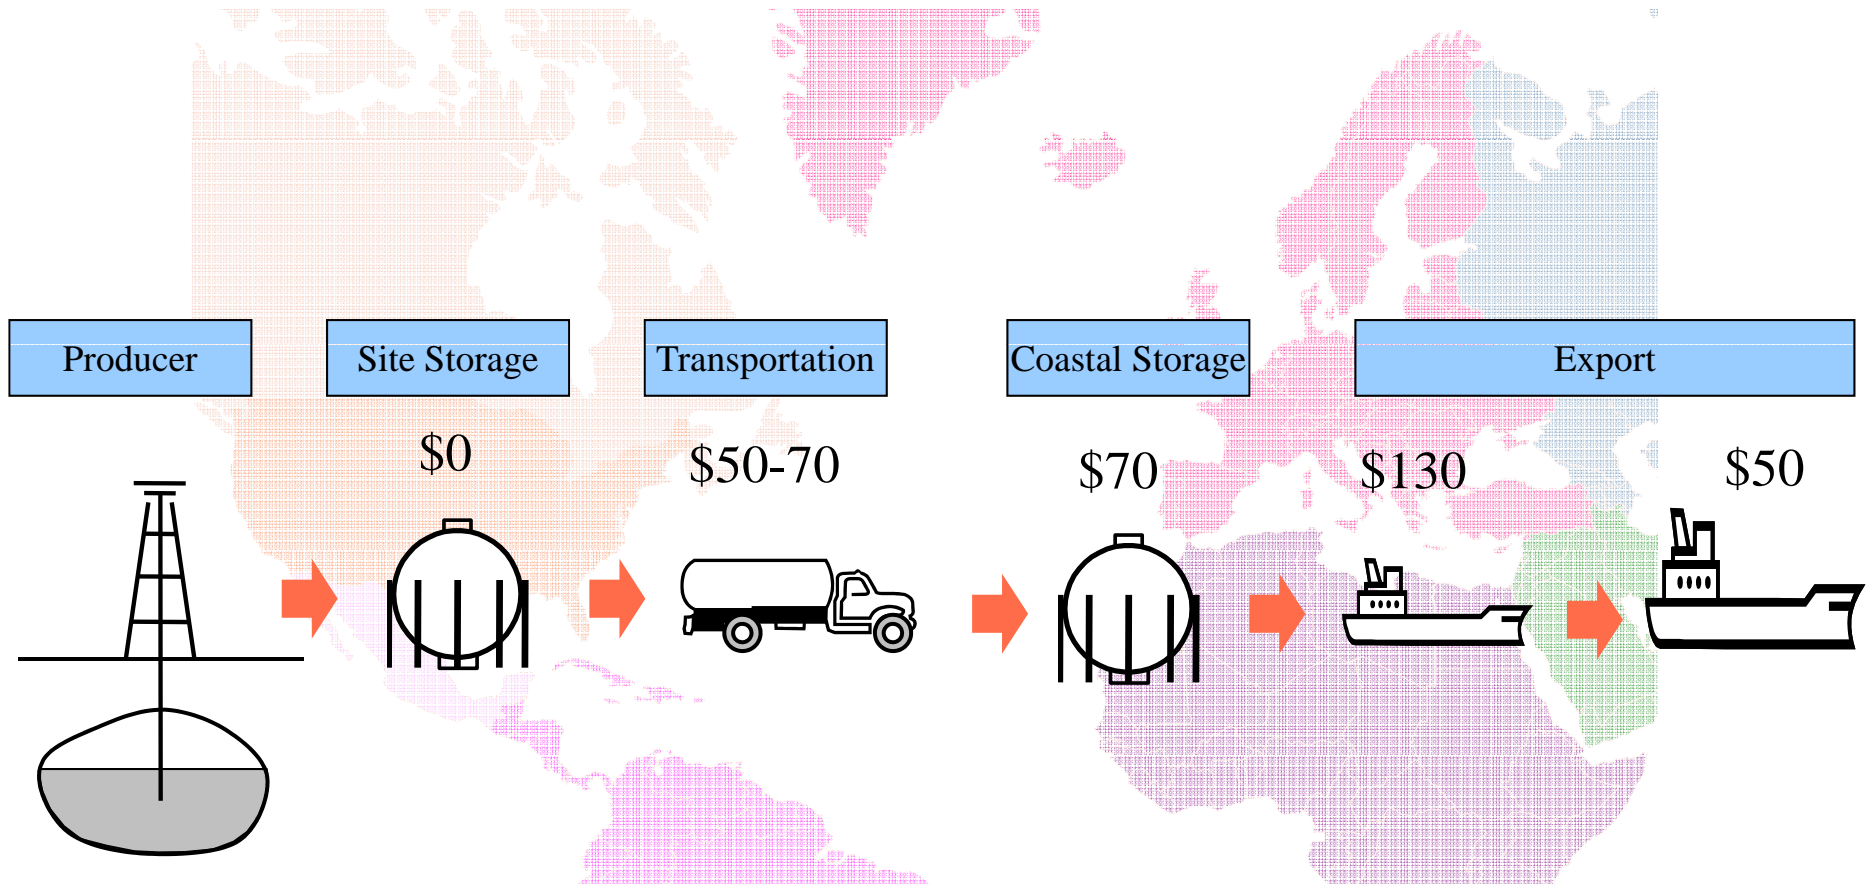 Producer
Site Storage
Transportation
Coastal Storage
Export
$0
$50-70
$70
$130
$50